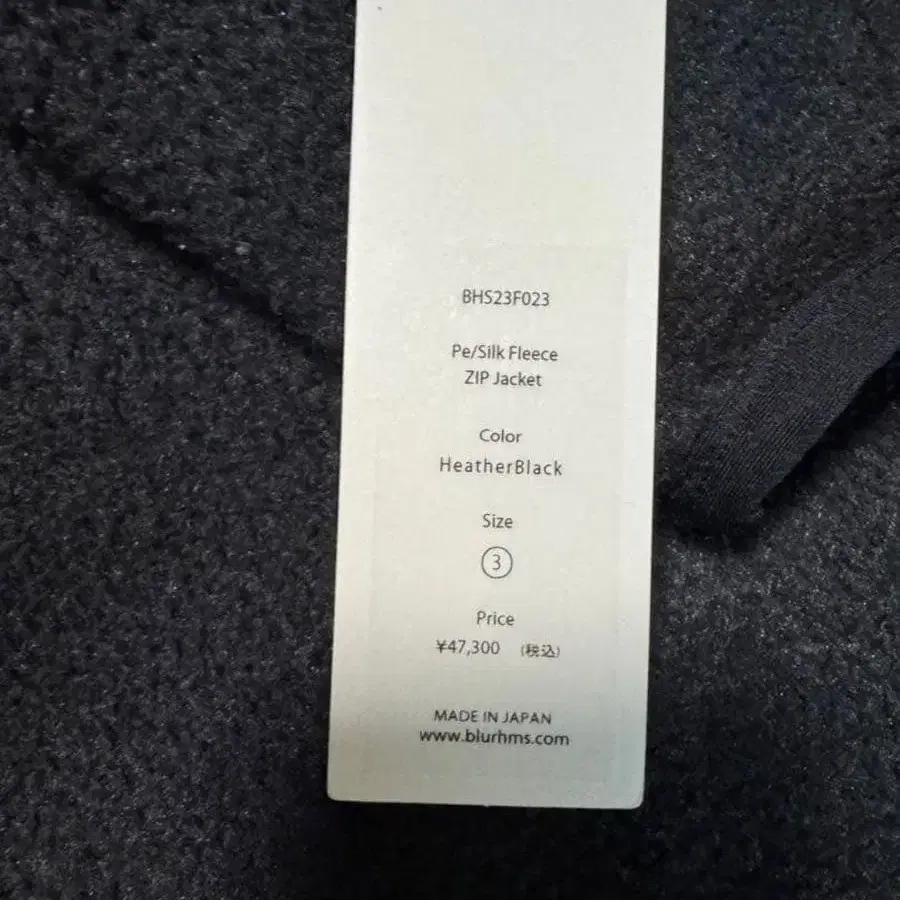 BHS23F023
Pe/Silk Fleece
ZIP Jacket
Color
HeatherBlack
Size
3
Price
¥47,300 (税込)
MADE IN JAPAN
www.blurhms.com